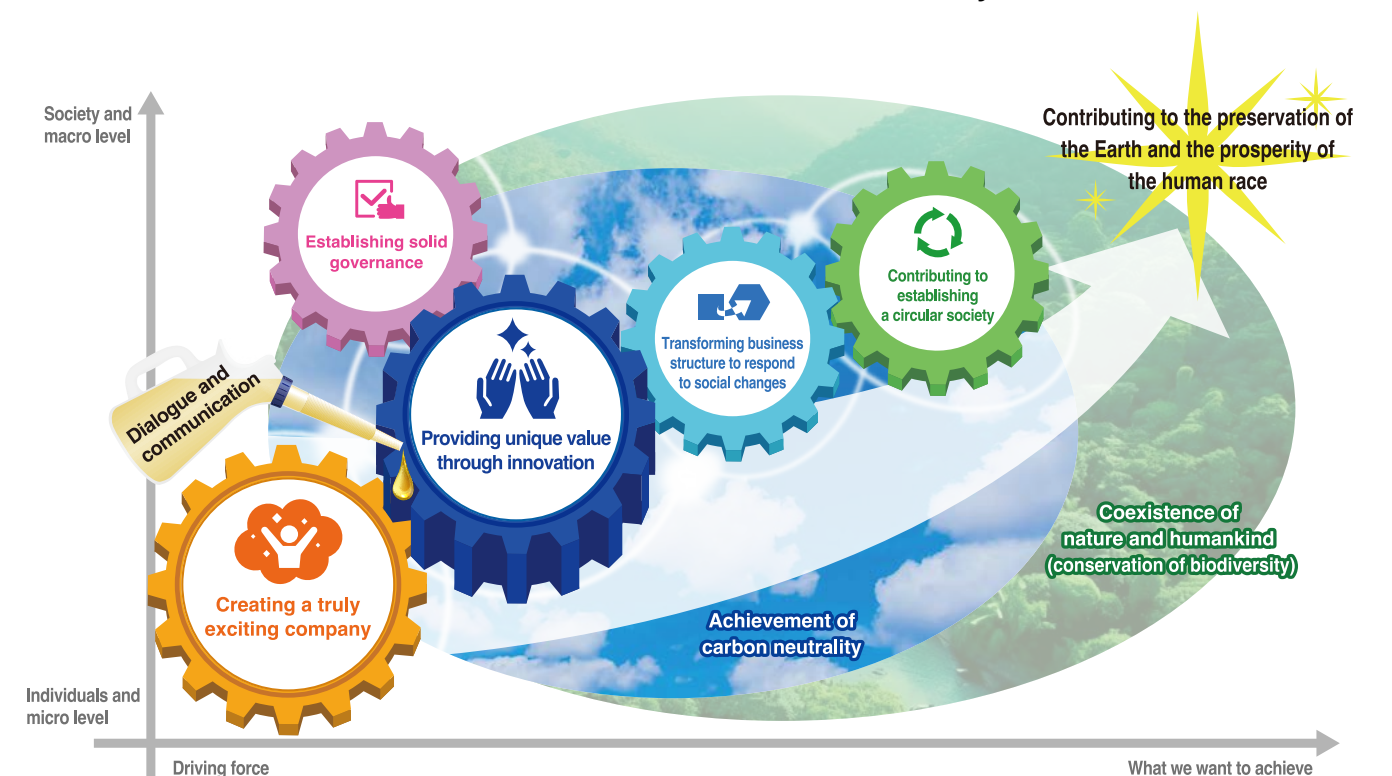 Society and
macro level
Contributing to the preservation of
the Earth and the prosperity of
the human race
Establishing solid
governance
Contributing to
establishing
a circular society
Transforming business
structure to respond
to social changes
Dialogue and
communication
Providing unique value
through innovation
Creating a truly
exciting company
Coexistence of
nature and humankind
(conservation of biodiversity)
Achievement of
carbon neutrality
Individuals and
micro level
Driving force
What we want to achieve